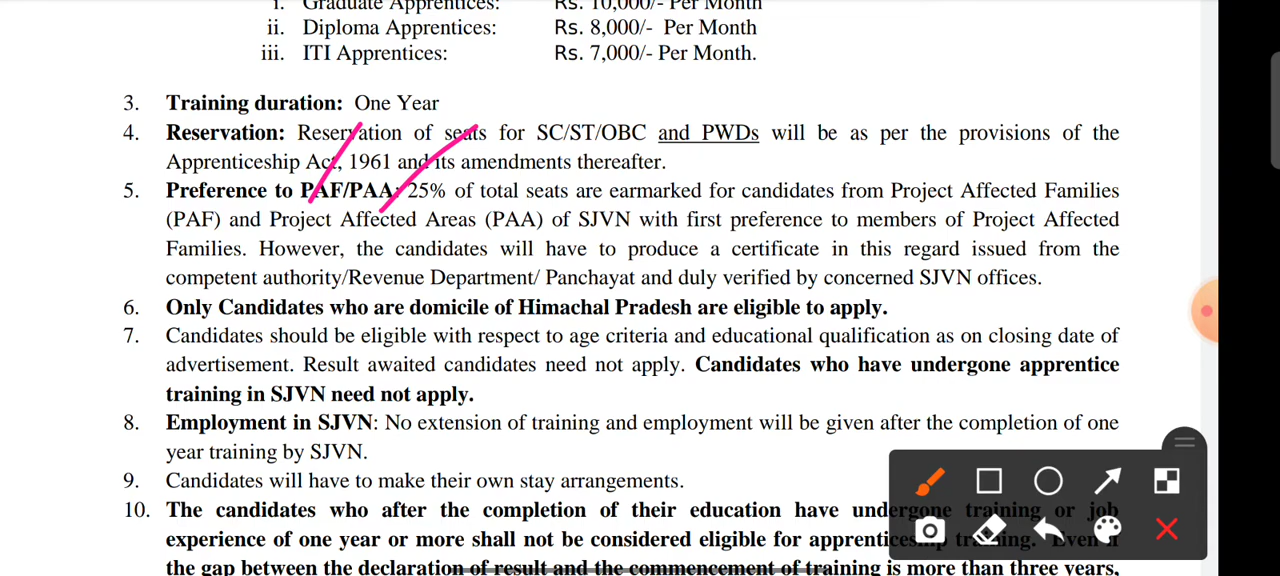 i. Graduate Apprentices: Rs. 10,000/- Per Month
ii. Diploma Apprentices: Rs. 8,000/- Per Month
iii. ITI Apprentices: Rs. 7,000/- Per Month.
3. Training duration: One Year
4. Reservation: Reservation of seats for SC/ST/OBC and PWDs will be as per the provisions of the
Apprenticeship Act, 1961 and its amendments thereafter.
5. Preference to PAF/PAA: 25% of total seats are earmarked for candidates from Project Affected Families
(PAF) and Project Affected Areas (PAA) of SJVN with first preference to members of Project Affected
Families. However, the candidates will have to produce a certificate in this regard issued from the
competent authority/Revenue Department/ Panchayat and duly verified by concerned SJVN offices.
6. Only Candidates who are domicile of Himachal Pradesh are eligible to apply.
7. Candidates should be eligible with respect to age criteria and educational qualification as on closing date of
advertisement. Result awaited candidates need not apply. Candidates who have undergone apprentice
training in SJVN need not apply.
8. Employment in SJVN: No extension of training and employment will be given after the completion of one
year training by SJVN.
9. Candidates will have to make their own stay arrangements.
10. The candidates who after the completion of their education have undergone training or job
experience of one year or more shall not be considered eligible for apprenticeship training. Even if
the gap between the declaration of result and the commencement of training is more than three years,